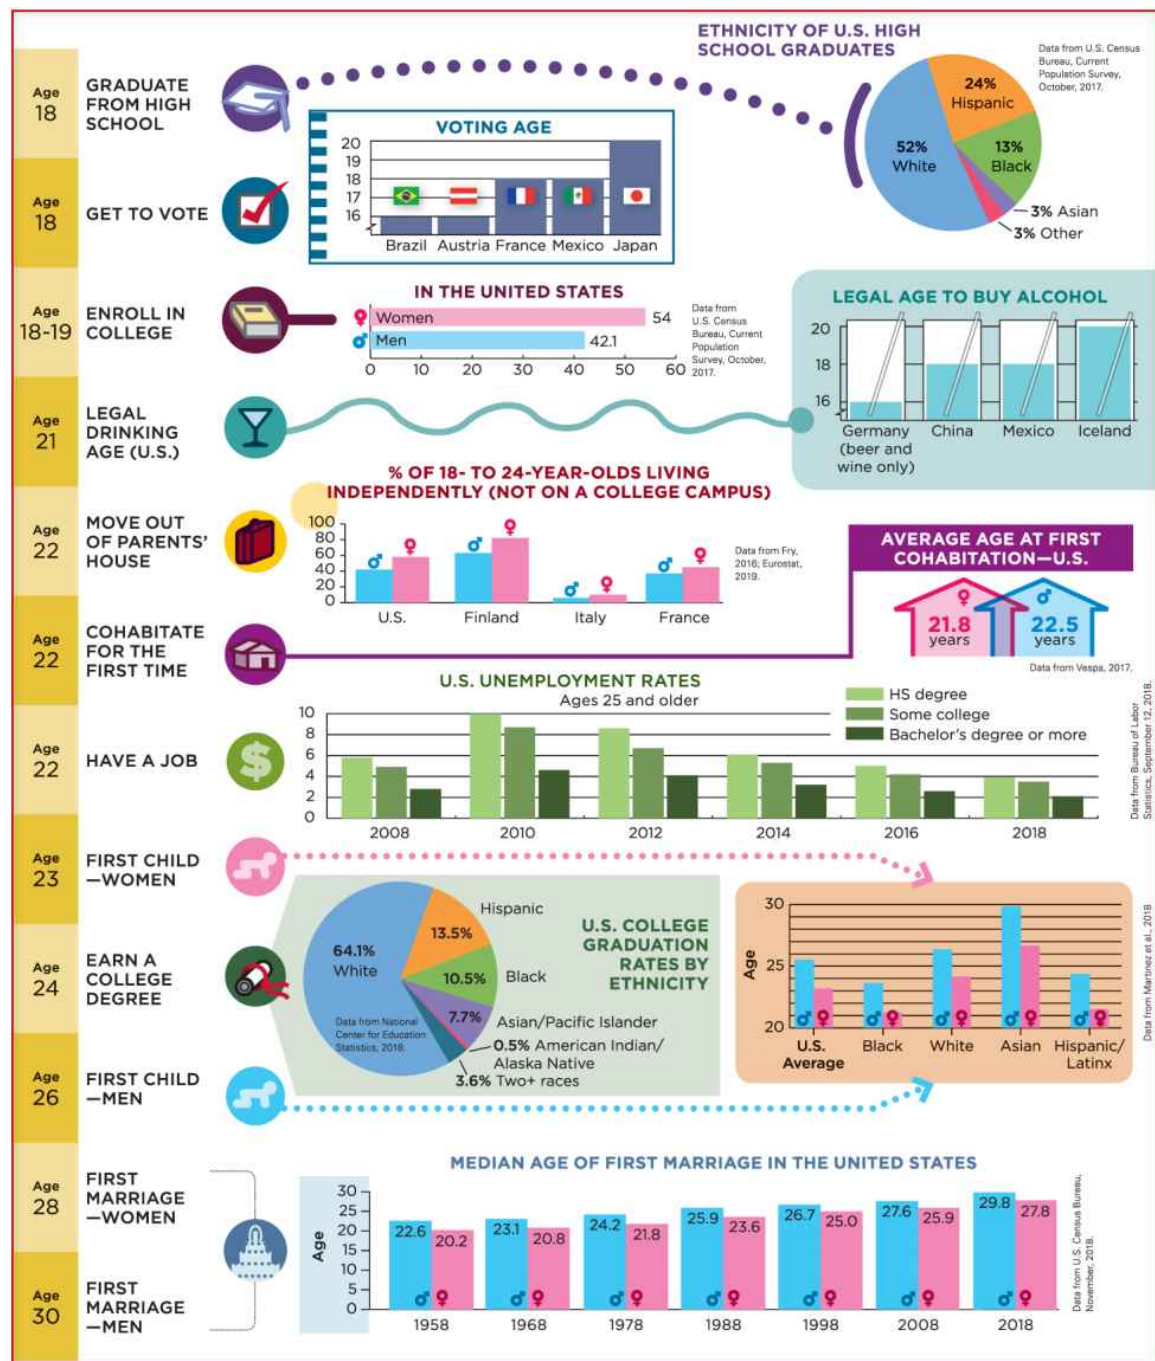 ETHNICITY OF U.S. HIGH
SCHOOL GRADUATES
Data from U.S. Census
Bureau, Current
Population Survey,
October, 2017.
24%
Hispanic
52%
White
13%
Black
3% Asian
3% Other
Age
18
GRADUATE
FROM HIGH
SCHOOL
VOTING AGE
20
19
18
17
16
Brazil
Austria
France
Mexico
Japan
Age
18
GET TO VOTE
Age
18-19
ENROLL IN
COLLEGE
IN THE UNITED STATES
Women
54
Men
42.1
0
10
20
30
40
50
60
Data from
U.S. Census
Bureau, Current
Population
Survey, October,
2017.
LEGAL AGE TO BUY ALCOHOL
20
18
16
Germany
(beer and
wine only)
China
Mexico
Iceland
Age
21
LEGAL
DRINKING
AGE (U.S.)
% OF 18- TO 24-YEAR-OLDS LIVING
INDEPENDENTLY (NOT ON A COLLEGE CAMPUS)
100
80
60
40
20
0
U.S.
Finland
Italy
France
Data from Fry,
2016; Eurostat,
2019.
Age
22
MOVE OUT
OF PARENTS'
HOUSE
AVERAGE AGE AT FIRST
COHABITATION—U.S.
21.8
years
22.5
years
Data from Vespa, 2017.
Age
22
COHABITATE
FOR THE
FIRST TIME
U.S. UNEMPLOYMENT RATES
Ages 25 and older
HS degree
Some college
Bachelor's degree or more
10
8
6
4
2
0
2008
2010
2012
2014
2016
2018
Data from Bureau of Labor
Statistics, September 12, 2018.
Age
22
HAVE A JOB
Age
23
FIRST CHILD
—WOMEN
U.S. COLLEGE
GRADUATION
RATES BY
ETHNICITY
Hispanic
13.5%
64.1%
White
10.5%
Black
7.7%
Asian/Pacific Islander
0.5% American Indian/
Alaska Native
3.6% Two+ races
Data from National
Center for Education
Statistics, 2018.
Age
24
EARN A
COLLEGE
DEGREE
Age
30
25
20
U.S.
Average
Black
White
Asian
Hispanic/
Latinx
Data from Martinez et al., 2018
Age
26
FIRST CHILD
—MEN
Age
28
FIRST
MARRIAGE
—WOMEN
MEDIAN AGE OF FIRST MARRIAGE IN THE UNITED STATES
Age
30
25
20
15
10
5
0
22.6
20.2
23.1
20.8
24.2
21.8
25.9
23.6
26.7
25.0
27.6
25.9
29.8
27.8
1958
1968
1978
1988
1998
2008
2018
Data from U.S. Census Bureau,
November, 2018.
Age
30
FIRST
MARRIAGE
—MEN